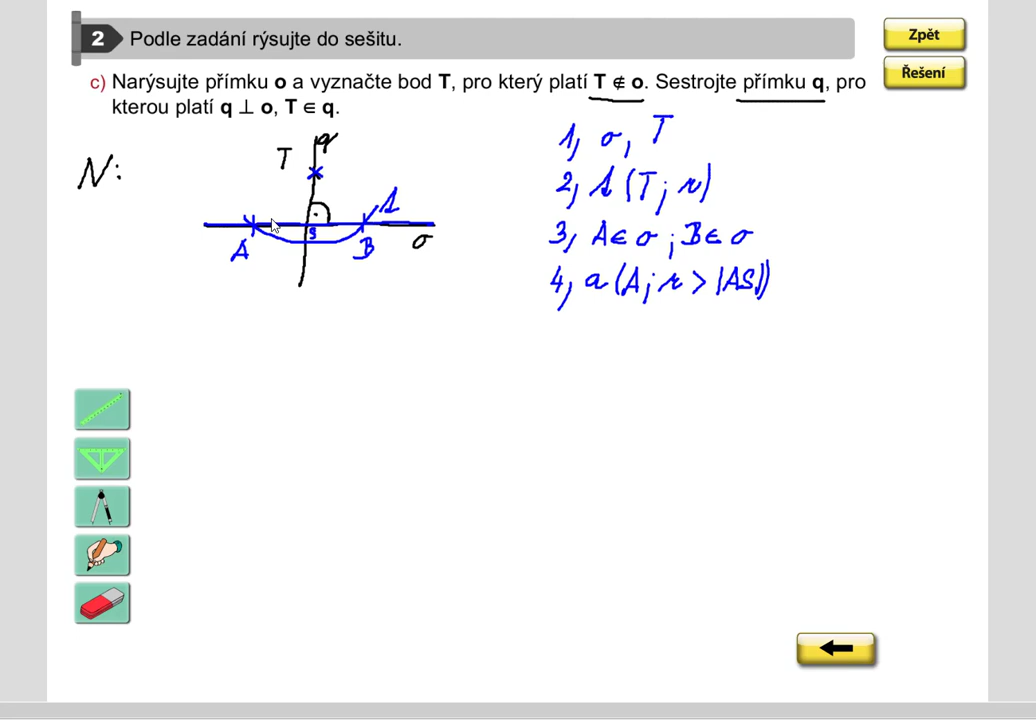 2 Podle zadání rýsujte do sešitu.
Zpět
Řešení
c) Narýsujte přímku o a vyznačte bod T, pro který platí T ∉ o. Sestrojte přímku q, pro
kterou platí q ⊥ o, T ∈ q.
N:
T
q
k
A
S
B
o
1, o, T
2, k (T; r)
3, A ∈ o ; B ∈ o
4, a (A; r > |AS|)